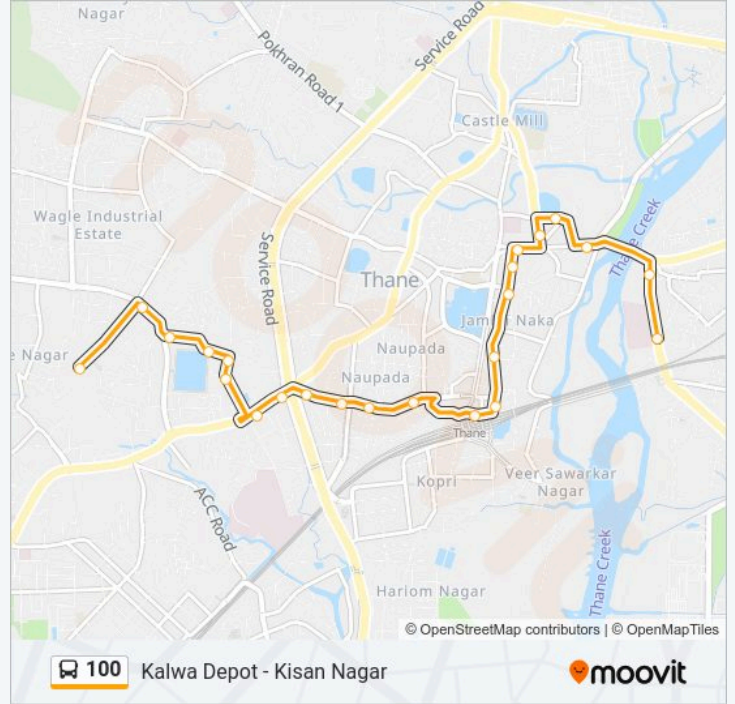 Nagar
Service Road
Pokhran Road 1
Castle Mill
Wagle Industrial
Estate
Thane Creek
Service Road
Thane
Jam
Naka
e Nagar
Naupada
Naupada
Thane
Kopri
Veer Sawarkar
Nagar
ACC Road
Thane Creek
Hariom Nagar
© OpenStreetMap contributors | © OpenMapTiles
100 Kalwa Depot - Kisan Nagar
moovit